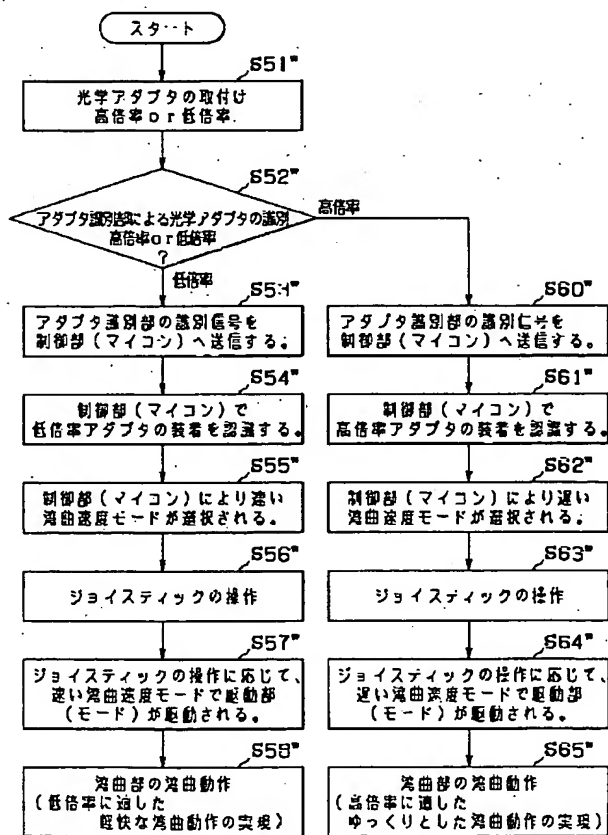 スタート
S51"
光学アダプタの取付け
高倍率or低倍率.
S52"
アダプタ識別部による光学アダプタの識別
高倍率or低倍率
?
高倍率
低倍率
S53"
アダプタ識別部の識別信号を
制御部(マイコン)へ送信する。
S54"
制御部(マイコン)で
低倍率アダプタの装着を認識する。
S55"
制御部(マイコン)により速い
湾曲速度モードが選択される。
S56"
ジョイスティックの操作
S57"
ジョイスティックの操作に応じて、
速い湾曲速度モードで駆動部
(モード)が駆動される。
S58"
湾曲部の湾曲動作
(低倍率に適した
軽快な湾曲動作の実現)
S60"
アダプタ識別部の識別信号を
制御部(マイコン)へ送信する。
S61"
制御部(マイコン)で
高倍率アダプタの装着を認識する。
S62"
制御部(マイコン)により遅い
湾曲速度モードが選択される。
S63"
ジョイスティックの操作
S64"
ジョイスティックの操作に応じて、
遅い湾曲速度モードで駆動部
(モード)が駆動される。
S65"
湾曲部の湾曲動作
(高倍率に適した
ゆっくりとした湾曲動作の実現)